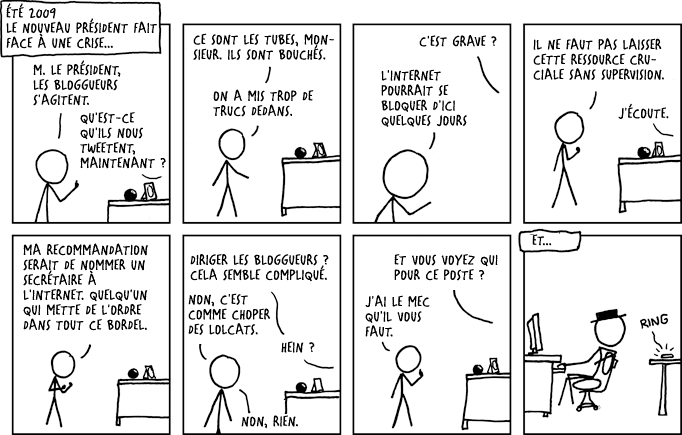 ÉTÉ 2009
LE NOUVEAU PRÉSIDENT FAIT
FACE À UNE CRISE...
M. LE PRÉSIDENT,
LES BLOGGUEURS
S'AGITENT.
QU'EST-CE
QU'ILS NOUS
TWEETENT,
MAINTENANT ?
CE SONT LES TUBES, MON-
SIEUR. ILS SONT BOUCHÉS.
ON A MIS TROP DE
TRUCS DEDANS.
C'EST GRAVE ?
L'INTERNET
POURRAIT SE
BLOQUER D'ICI
QUELQUES JOURS
IL NE FAUT PAS LAISSER
CETTE RESSOURCE CRU-
CIALE SANS SUPERVISION.
J'ÉCOUTE.
MA RECOMMANDATION
SERAIT DE NOMMER UN
SECRÉTAIRE À
L'INTERNET. QUELQU'UN
QUI METTE DE L'ORDRE
DANS TOUT CE BORDEL.
DIRIGER LES BLOGGUEURS ?
CELA SEMBLE COMPLIQUÉ.
NON, C'EST
COMME CHOPER
DES LOLCATS.
HEIN ?
NON, RIEN.
ET VOUS VOYEZ QUI
POUR CE POSTE ?
J'AI LE MEC
QU'IL VOUS
FAUT.
ET...
RING